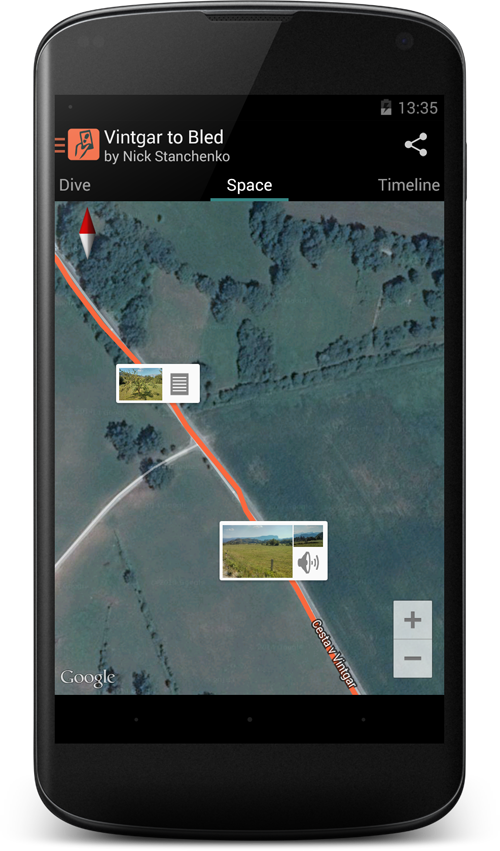 13:35
Vintgar to Bled
by Nick Stanchenko
Dive
Space
Timeline
Cesta v Vintgar
Google